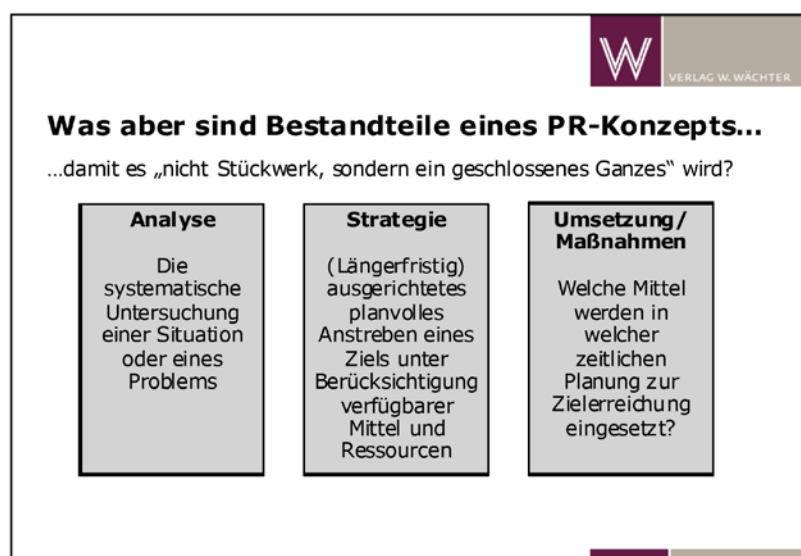 W
VERLAG W. WÄCHTER
Was aber sind Bestandteile eines PR-Konzepts...
...damit es „nicht Stückwerk, sondern ein geschlossenes Ganzes“ wird?
Analyse
Die
systematische
Untersuchung
einer Situation
oder eines
Problems
Strategie
(Längerfristig)
ausgerichtetes
planvolles
Anstreben eines
Ziels unter
Berücksichtigung
verfügbarer
Mittel und
Ressourcen
Umsetzung/
Maßnahmen
Welche Mittel
werden in
welcher
zeitlichen
Planung zur
Zielerreichung
eingesetzt?